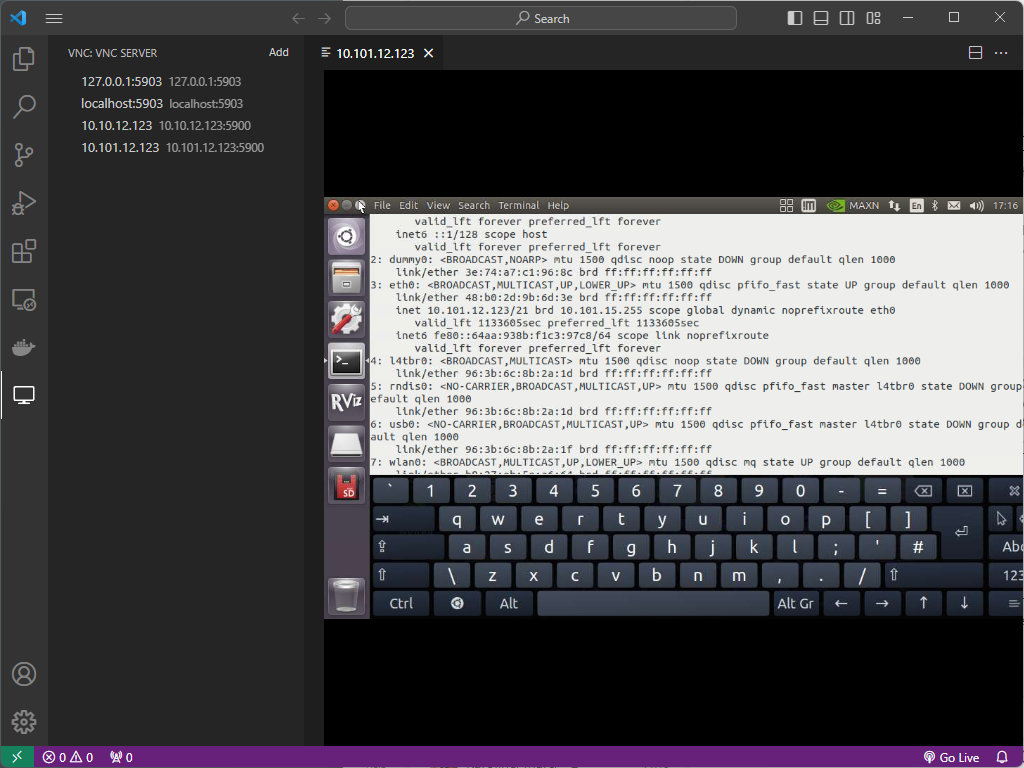 Search
VNC: VNC SERVER
Add
127.0.0.1:5903 127.0.0.1:5903
localhost:5903 localhost:5903
10.10.12.123 10.10.12.123:5900
10.101.12.123 10.101.12.123:5900
10.101.12.123
File Edit View Search Terminal Help
MAXN En 17:16
valid_lft forever preferred_lft forever
inet6 ::1/128 scope host
valid_lft forever preferred_lft forever
2: dummy0: <BROADCAST,NOARP> mtu 1500 qdisc noop state DOWN group default qlen 1000
link/ether 3e:74:a7:c1:96:8c brd ff:ff:ff:ff:ff:ff
3: eth0: <BROADCAST,MULTICAST,UP,LOWER_UP> mtu 1500 qdisc pfifo_fast state UP group default qlen 1000
link/ether 48:b0:2d:9b:6d:3e brd ff:ff:ff:ff:ff:ff
inet 10.101.12.123/21 brd 10.101.15.255 scope global dynamic noprefixroute eth0
valid_lft 1133605sec preferred_lft 1133605sec
inet6 fe80::64aa:938b:f1c3:97c8/64 scope link noprefixroute
valid_lft forever preferred_lft forever
4: l4tbr0: <BROADCAST,MULTICAST> mtu 1500 qdisc noop state DOWN group default qlen 1000
link/ether 96:3b:6c:8b:2a:1d brd ff:ff:ff:ff:ff:ff
5: rndis0: <NO-CARRIER,BROADCAST,MULTICAST,UP> mtu 1500 qdisc pfifo_fast master l4tbr0 state DOWN group d
efault qlen 1000
link/ether 96:3b:6c:8b:2a:1d brd ff:ff:ff:ff:ff:ff
6: usb0: <NO-CARRIER,BROADCAST,MULTICAST,UP> mtu 1500 qdisc pfifo_fast master l4tbr0 state DOWN group def
ault qlen 1000
link/ether 96:3b:6c:8b:2a:1f brd ff:ff:ff:ff:ff:ff
7: wlan0: <BROADCAST,MULTICAST,UP,LOWER_UP> mtu 1500 qdisc mq state UP group default qlen 1000
RViz
SD
` 1 2 3 4 5 6 7 8 9 0 - =
q w e r t y u i o p [ ]
a s d f g h j k l ; ' # Abc
\ z x c v b n m , . / 123
Ctrl Alt Alt Gr ← → ↑ ↓
0 0 0 Go Live